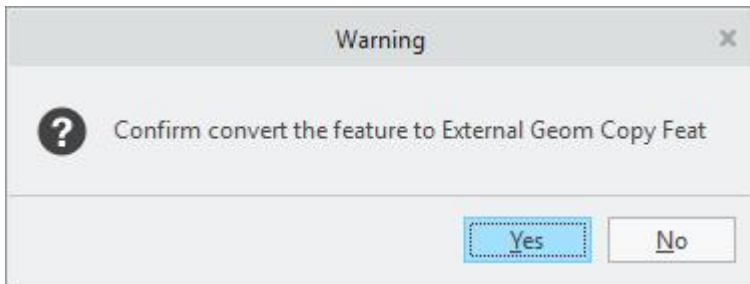 Warning
Confirm convert the feature to External Geom Copy Feat
Yes No